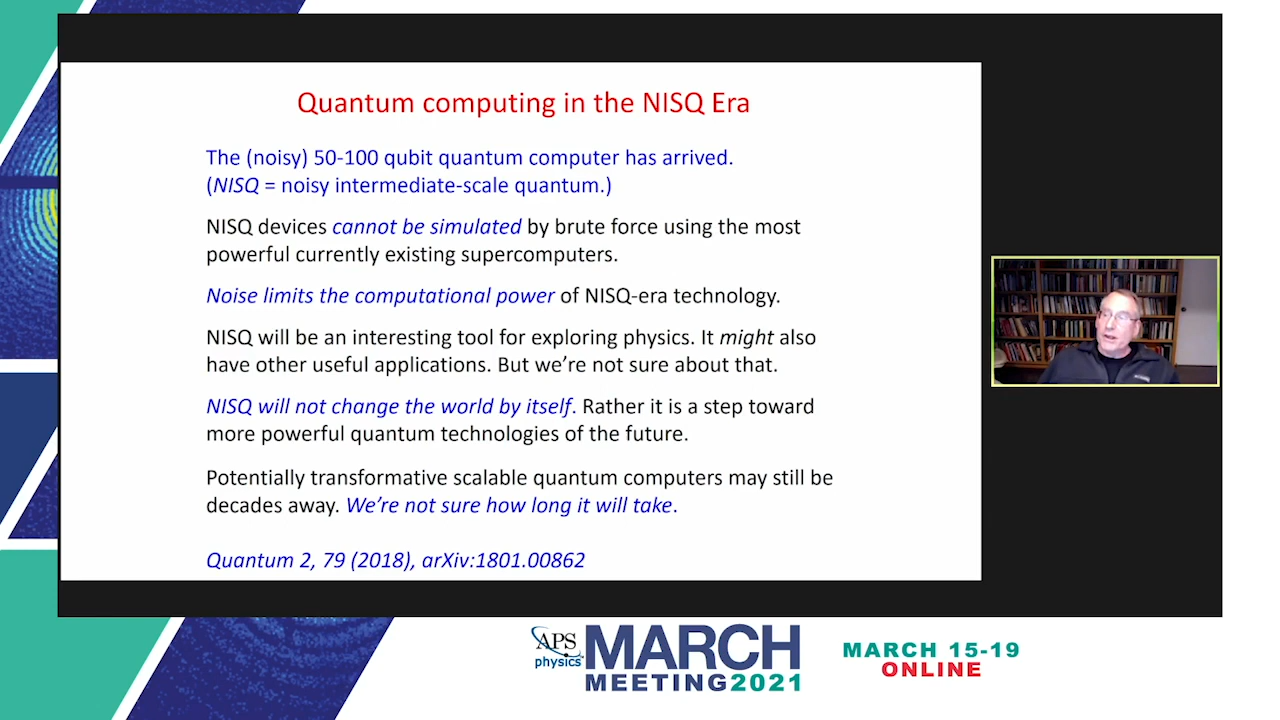 Quantum computing in the NISQ Era
The (noisy) 50-100 qubit quantum computer has arrived.
(NISQ = noisy intermediate-scale quantum.)
NISQ devices cannot be simulated by brute force using the most
powerful currently existing supercomputers.
Noise limits the computational power of NISQ-era technology.
NISQ will be an interesting tool for exploring physics. It might also
have other useful applications. But we’re not sure about that.
NISQ will not change the world by itself. Rather it is a step toward
more powerful quantum technologies of the future.
Potentially transformative scalable quantum computers may still be
decades away. We’re not sure how long it will take.
Quantum 2, 79 (2018), arXiv:1801.00862
APS
physics
MARCH
MEETING2021
MARCH 15-19
ONLINE